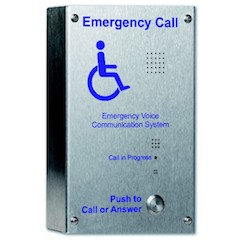 Emergency Call
Emergency Voice
Communication System
Call in Progress
Push to
Call or Answer